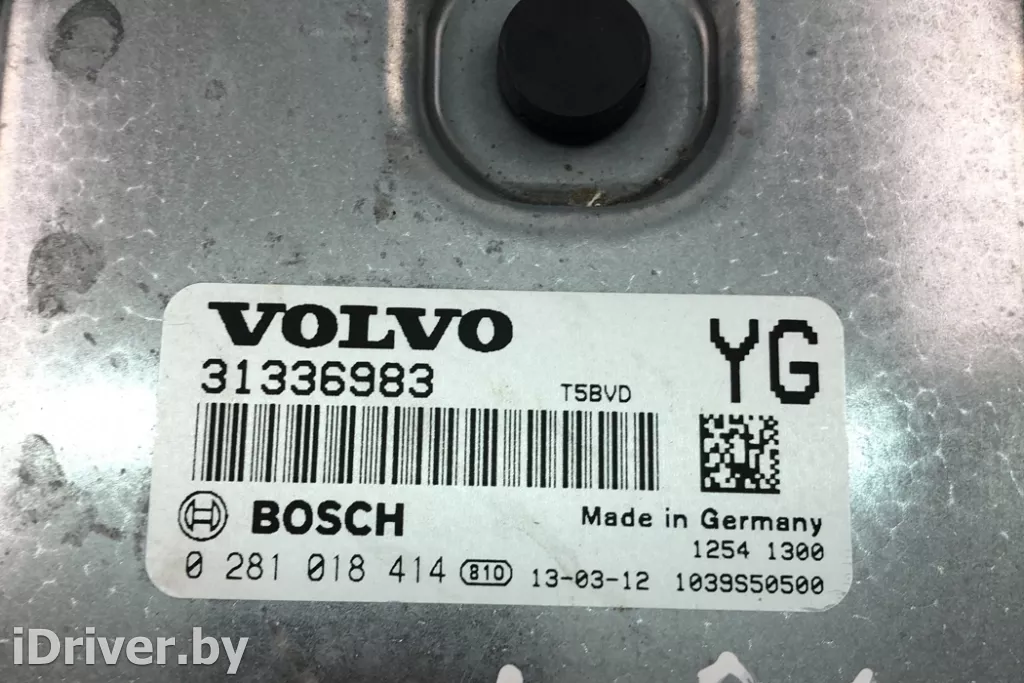 VOLVO
YG
31336983
T5BVD
BOSCH
Made in Germany
1254 1300
0 281 018 414 810 13-03-12 1039S50500
iDriver.by